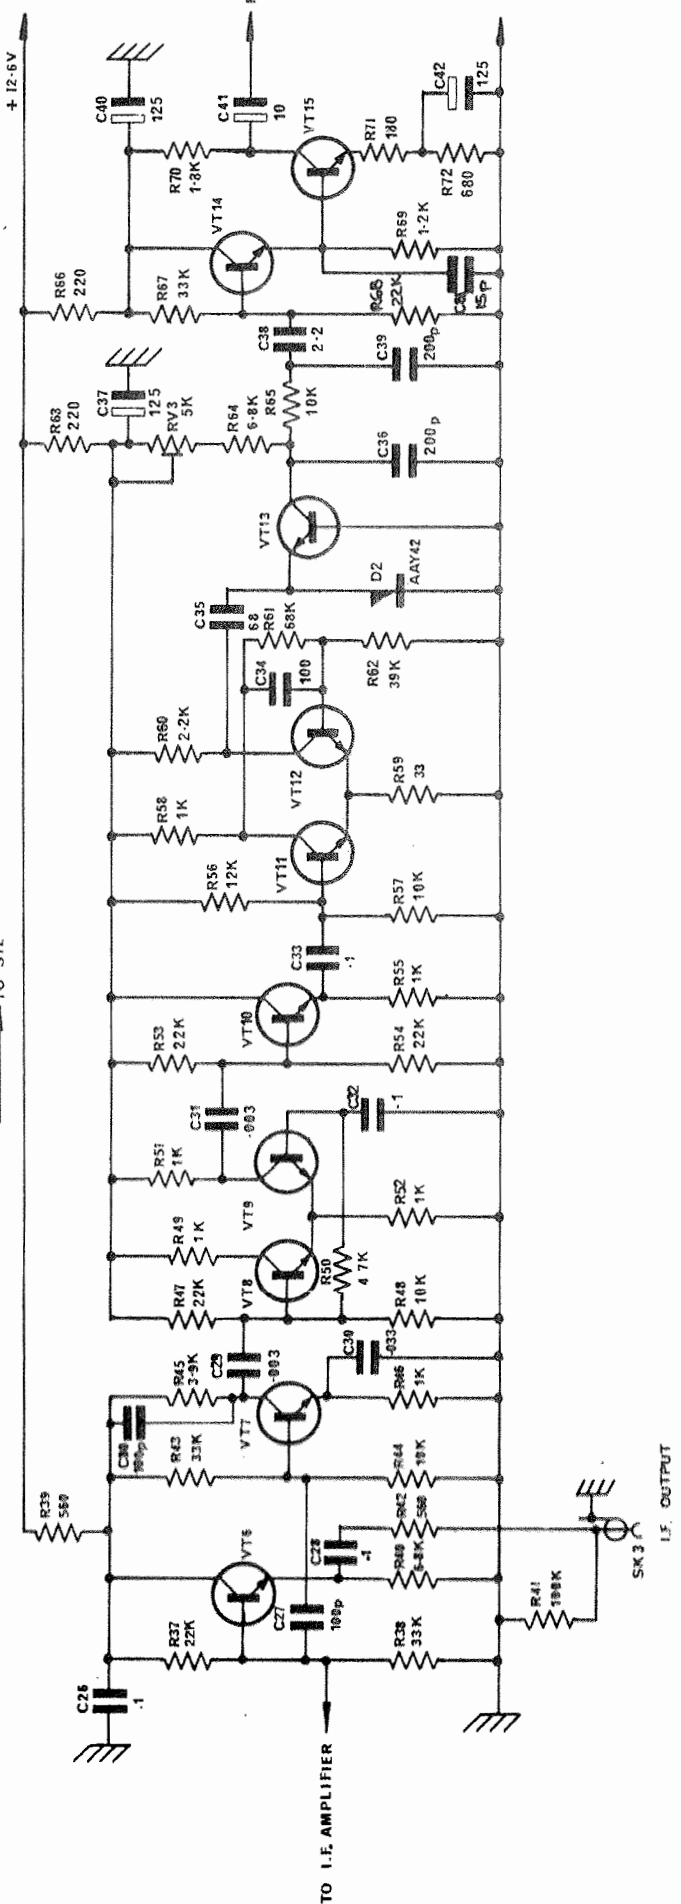 + 12·6V
TO I.F. AMPLIFIER
C26
·1
R37
22K
R38
33K
C27
100p
VT6
C28
·1
R40
6·8K
R42
560
R41
100K
SK3
I.F. OUTPUT
R39
560
R43
33K
R44
10K
C80
100p
R45
3·9K
VT7
R46
1K
C29
·003
C30
·033
R47
22K
R48
10K
VT8
R49
1K
R50
4 7K
VT9
R51
1K
R52
1K
C31
·003
C32
·1
R53
22K
R54
22K
VT10
R55
1K
C33
·1
R56
12K
R57
10K
VT11
R58
1K
R59
33
VT12
R60
2·2K
C34
100
C35
68
R61
68K
R62
39K
D2
AAY42
VT13
R63
220
C37
125
RV3
5K
R64
6·8K
C36
200p
R65
10K
C39
200p
C38
2·2
R66
220
R67
33K
R68
22K
15p
VT14
R69
1·2K
C40
125
R70
1·8K
C41
10
VT15
R71
180
R72
680
C42
125